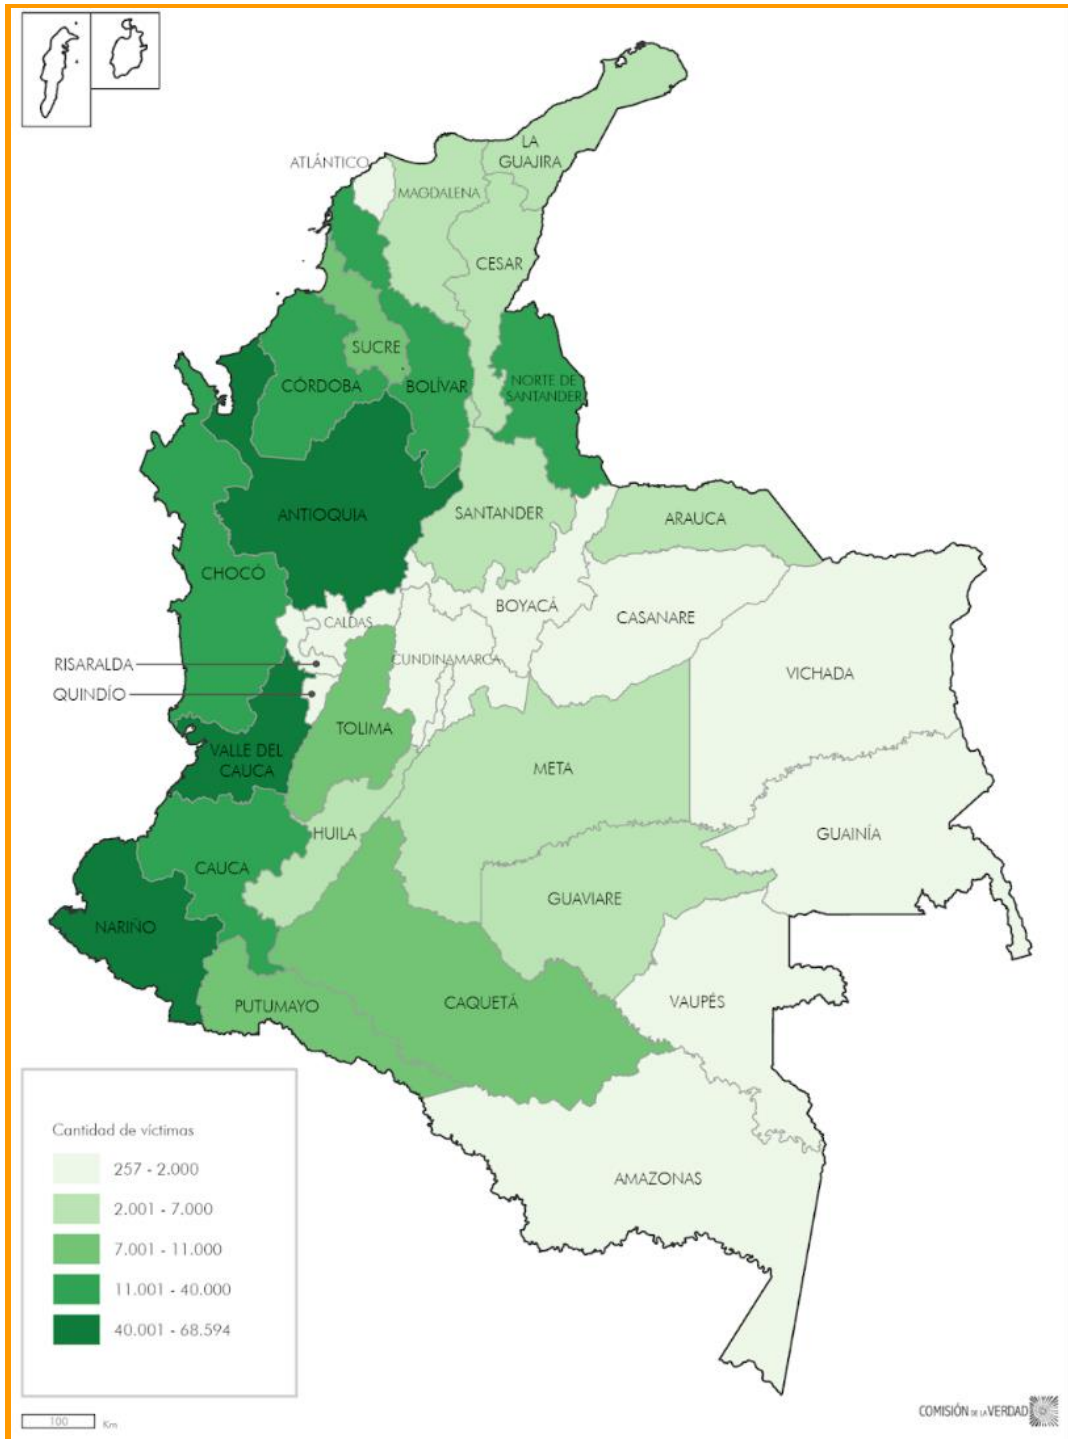 LA
GUAJIRA
ATLÁNTICO
MAGDALENA
CESAR
SUCRE
CÓRDOBA
BOLÍVAR
NORTE DE
SANTANDER
ANTIOQUIA
SANTANDER
ARAUCA
CHOCÓ
BOYACÁ
CALDAS
CASANARE
RISARALDA
CUNDINAMARCA
VICHADA
QUINDÍO
TOLIMA
VALLE DEL
CAUCA
META
HUILA
GUAINÍA
CAUCA
GUAVIARE
NARIÑO
PUTUMAYO
CAQUETÁ
VAUPÉS
AMAZONAS
Cantidad de víctimas
257 - 2.000
2.001 - 7.000
7.001 - 11.000
11.001 - 40.000
40.001 - 68.594
100 Km
COMISIÓN DE LA VERDAD